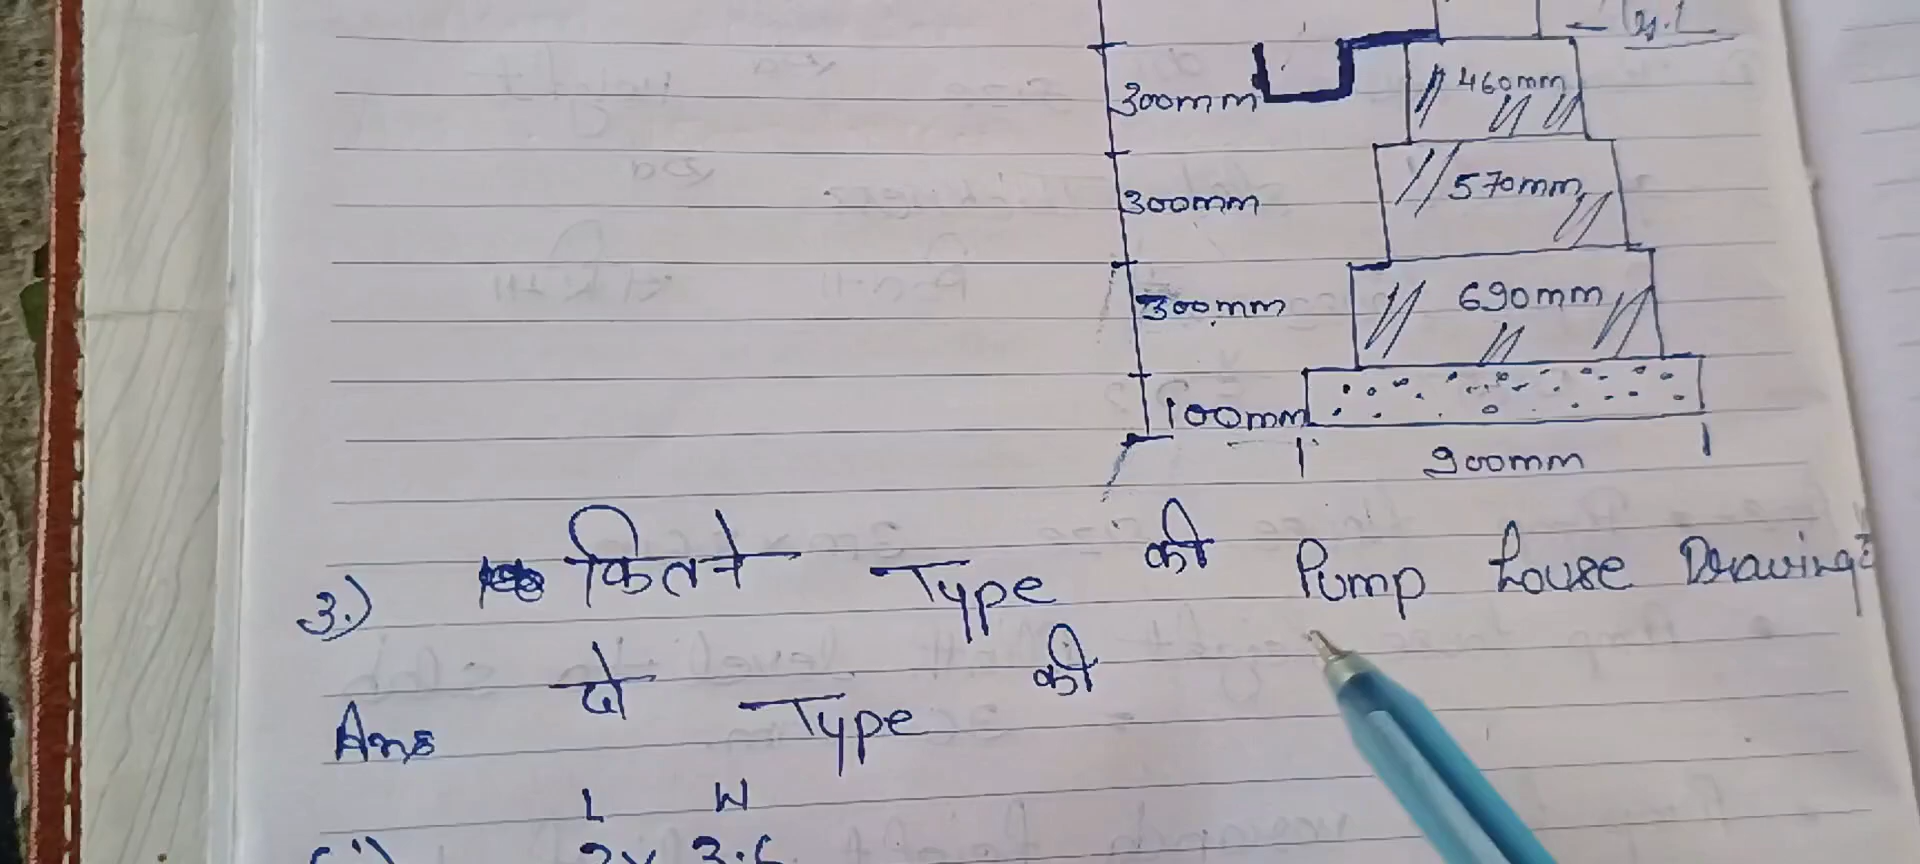 G.L
300mm 460mm
300mm 570mm
300mm 690mm
100mm
900mm
3.) कितने Type की Pump house Drawing?
Ans दो Type की
L W